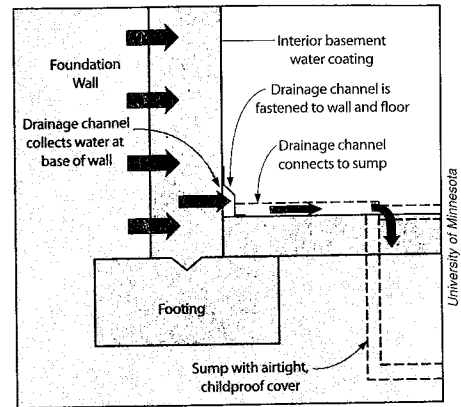 Foundation
Wall
Interior basement
water coating
Drainage channel is
fastened to wall and floor
Drainage channel
collects water at
base of wall
Drainage channel
connects to sump
Footing
Sump with airtight,
childproof cover
University of Minnesota